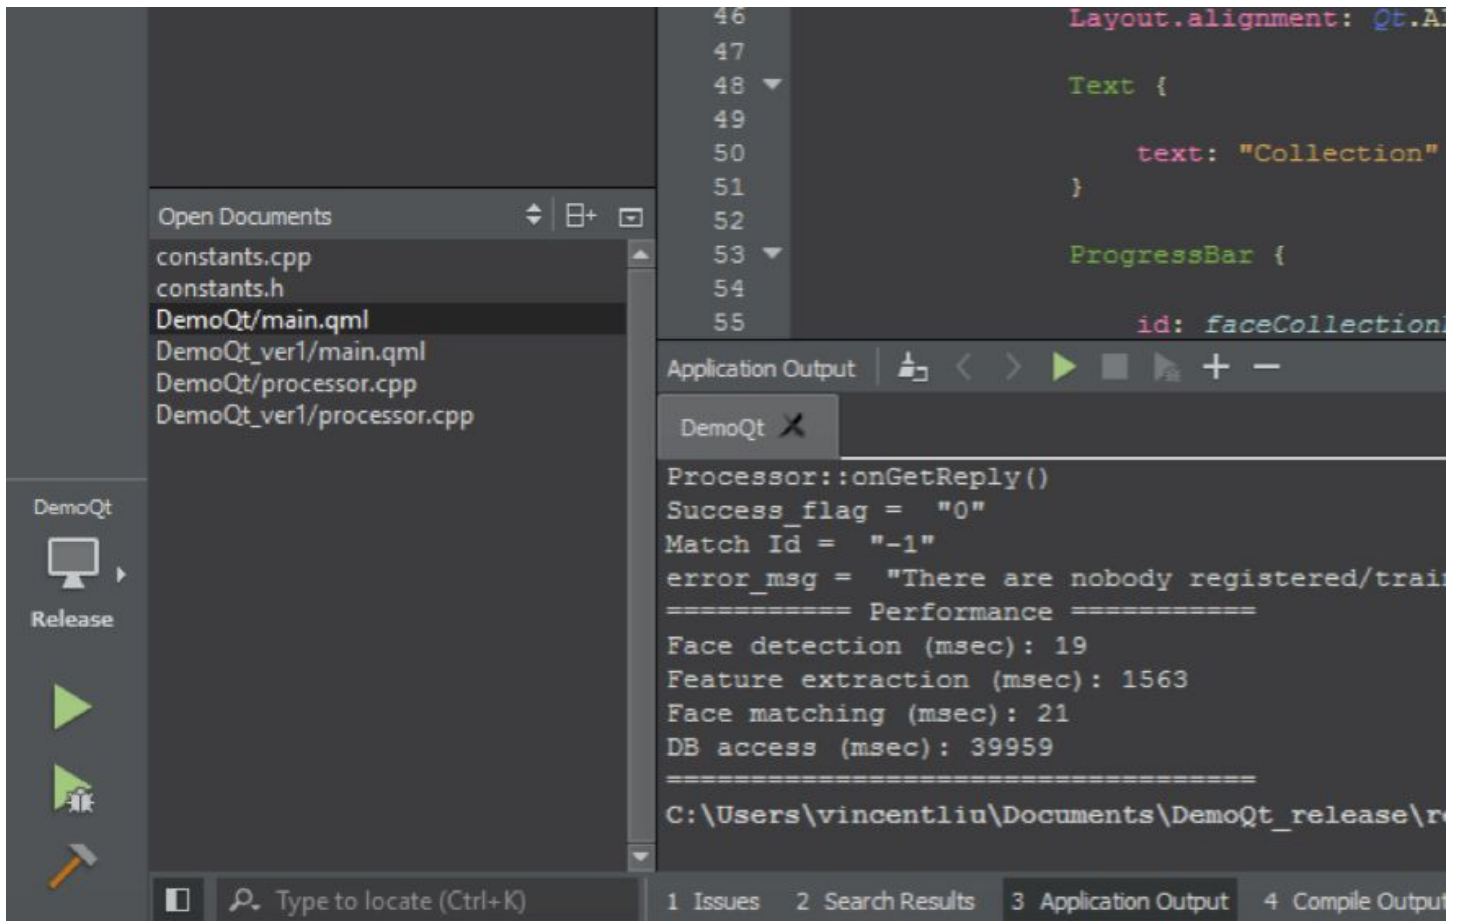 46 Layout.alignment: Qt.Al
47
48 Text {
49
50 text: "Collection"
51 }
52
53 ProgressBar {
54
55 id: faceCollection
Open Documents
constants.cpp
constants.h
DemoQt/main.qml
DemoQt_ver1/main.qml
DemoQt/processor.cpp
DemoQt_ver1/processor.cpp
Application Output
DemoQt
Processor::onGetReply()
Success_flag =  "0"
Match Id =  "-1"
error_msg =  "There are nobody registered/trai
=========== Performance ===========
Face detection (msec): 19
Feature extraction (msec): 1563
Face matching (msec): 21
DB access (msec): 39959
===================================
C:\Users\vincentliu\Documents\DemoQt_release\r
DemoQt
Release
Type to locate (Ctrl+K)
1 Issues
2 Search Results
3 Application Output
4 Compile Output